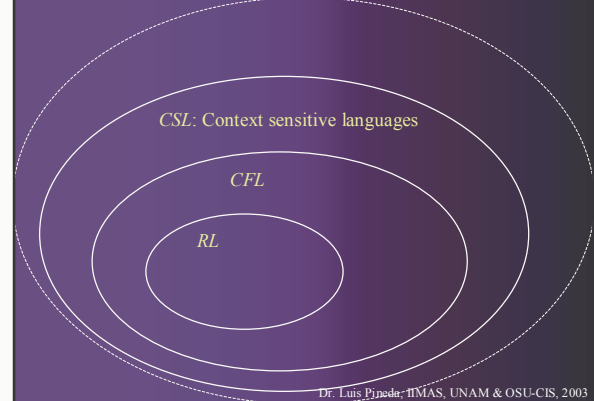 CSL: Context sensitive languages
CFL
RL
Dr. Luis Pineda, IIMAS, UNAM & OSU-CIS, 2003